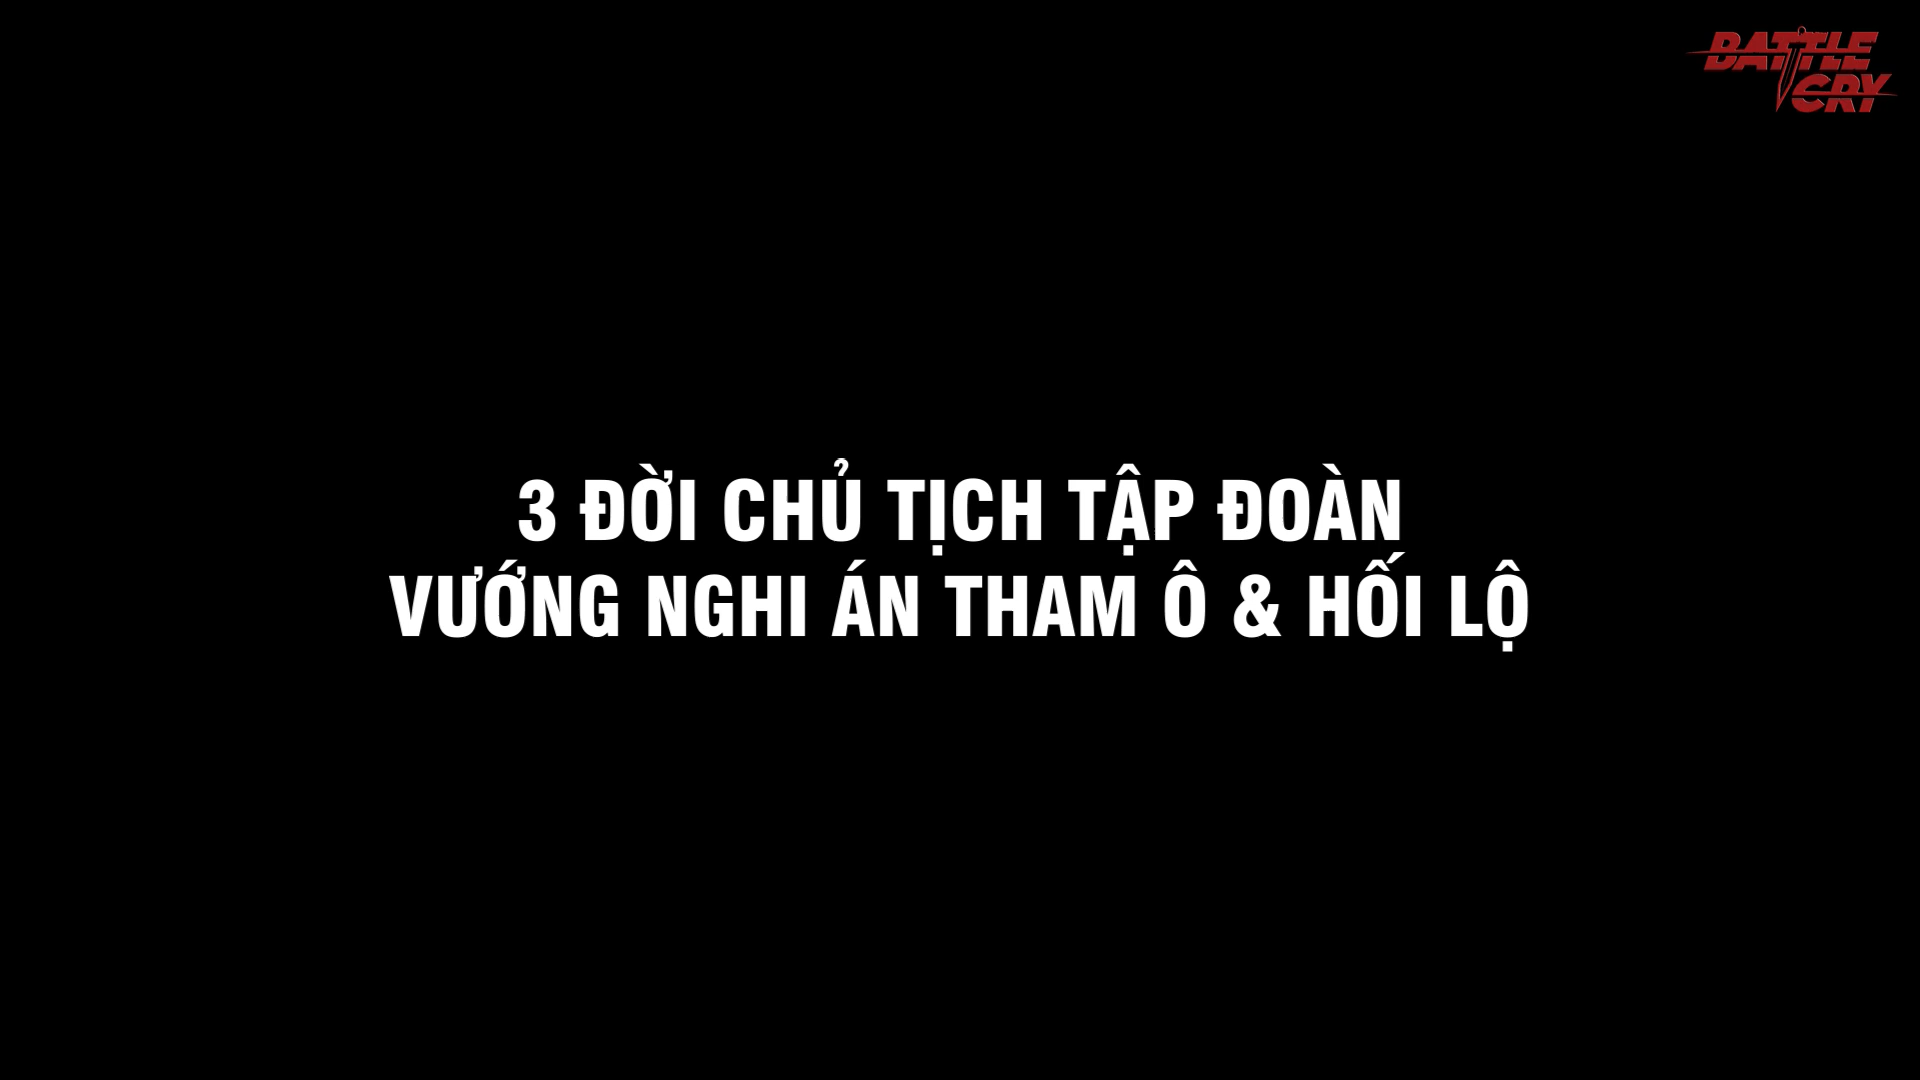 BATTLE
CRY
3 ĐỜI CHỦ TỊCH TẬP ĐOÀN
VƯỚNG NGHI ÁN THAM Ô & HỐI LỘ